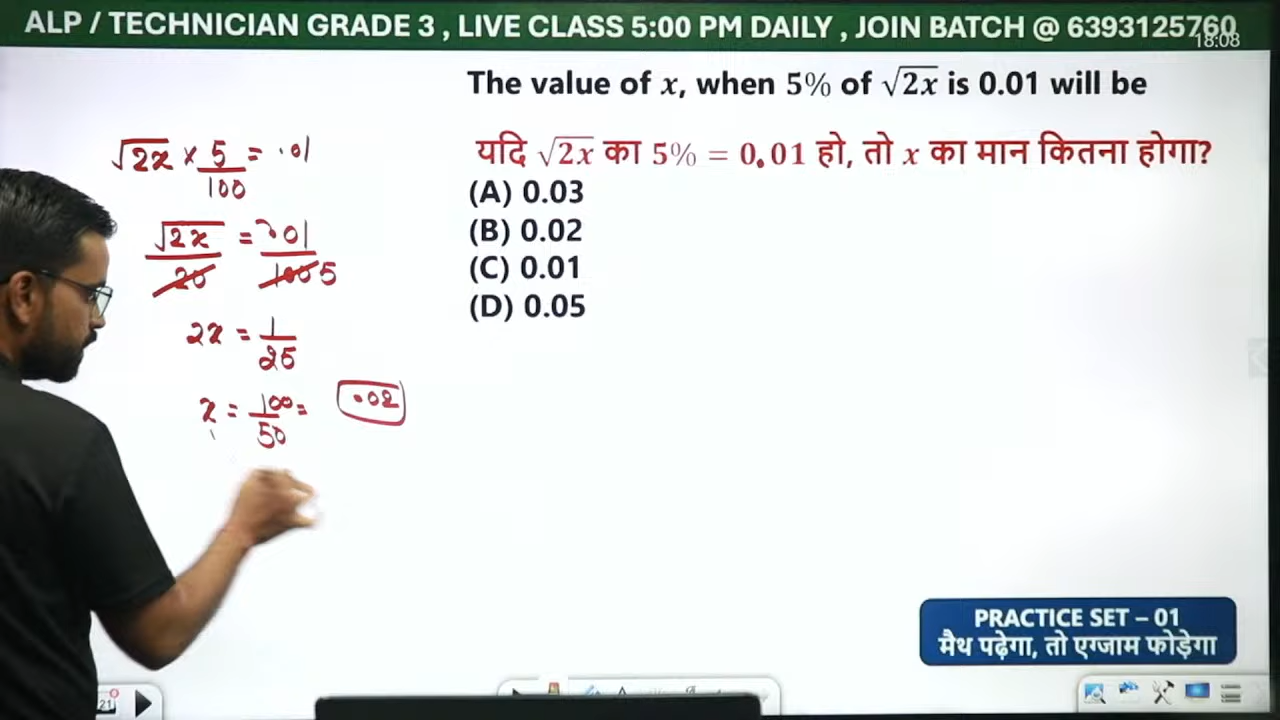 ALP / TECHNICIAN GRADE 3 , LIVE CLASS 5:00 PM DAILY , JOIN BATCH @ 6393125760
18:08
The value of x, when 5% of √2x is 0.01 will be
यदि √2x का 5% = 0.01 हो, तो x का मान कितना होगा?
(A) 0.03
(B) 0.02
(C) 0.01
(D) 0.05
√2x × 5/100 = .01
√2x/20 = .01/100 5
2x = 1/25
x = 100/50 = .02
PRACTICE SET – 01
मैथ पढ़ेगा, तो एग्जाम फोड़ेगा
21